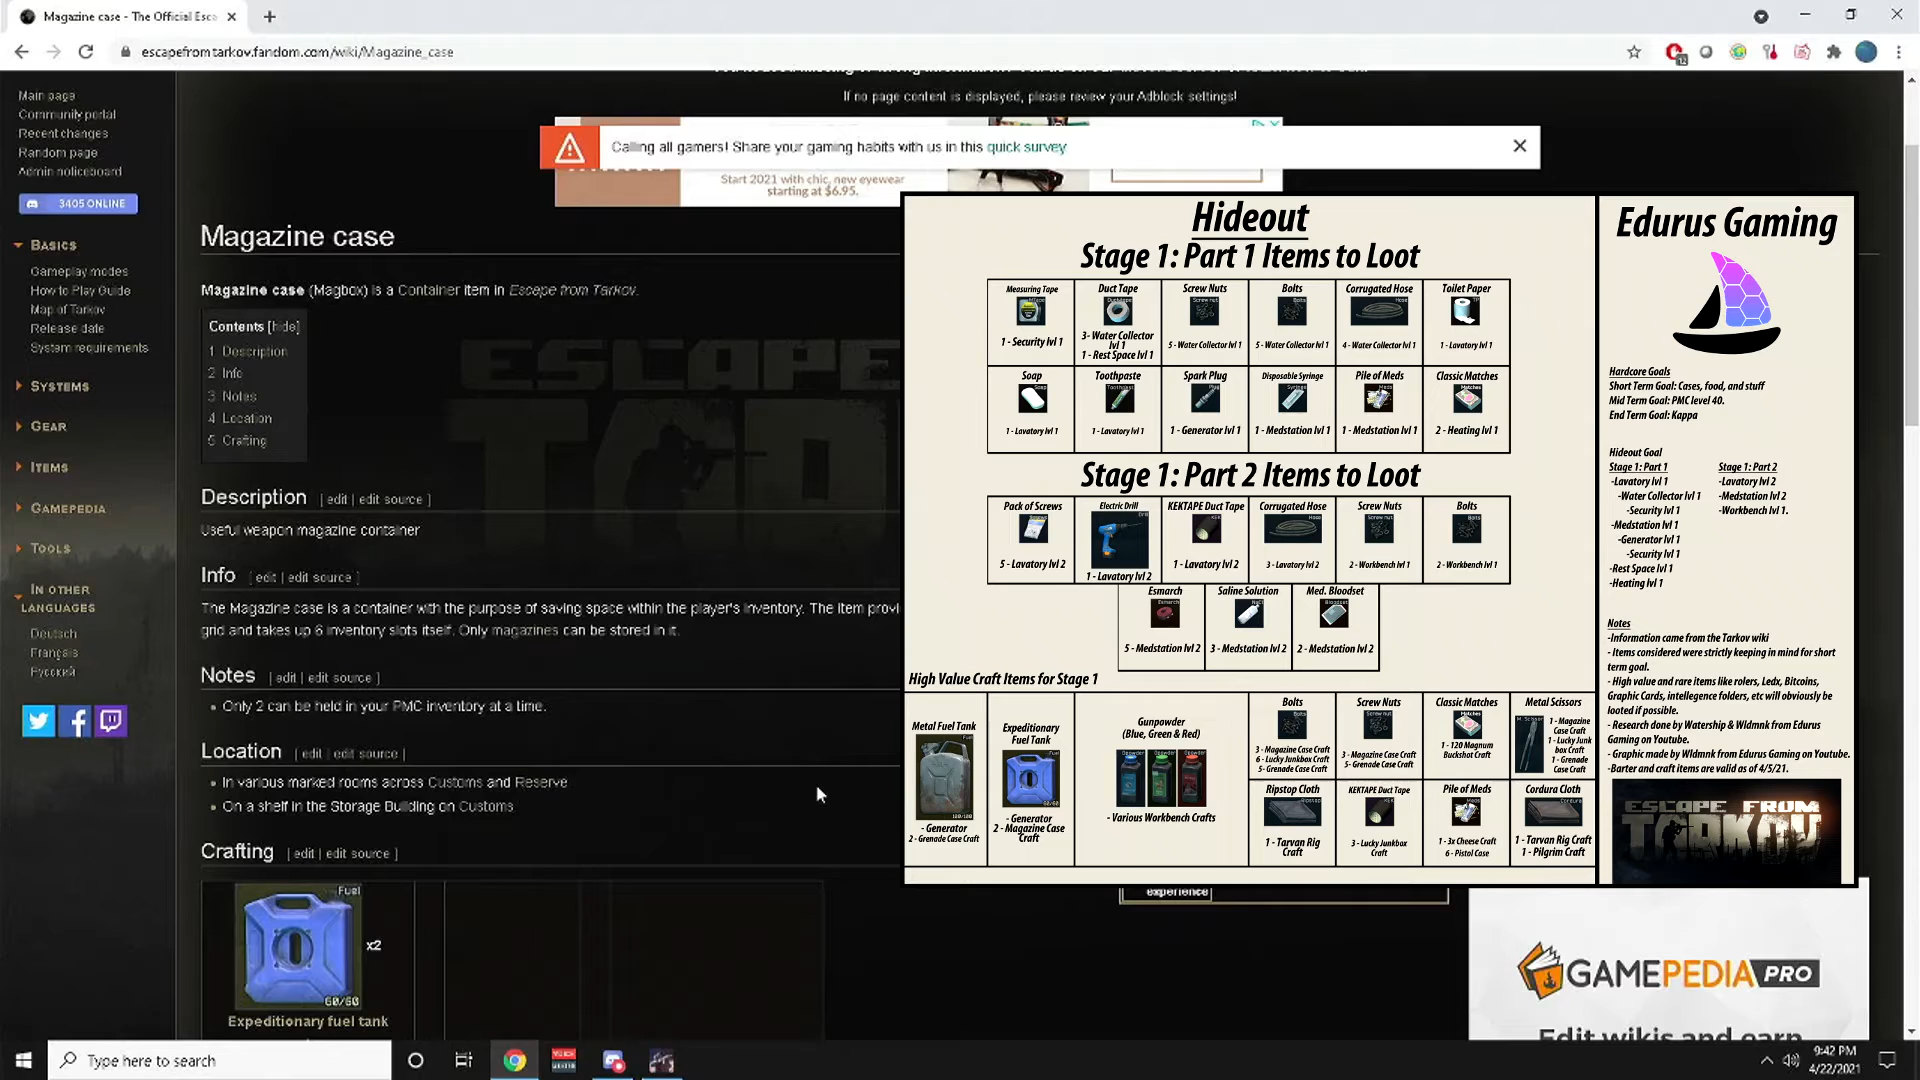 Magazine case - The Official Esca
escapefromtarkov.fandom.com/wiki/Magazine_case
If no page content is displayed, please review your Adblock settings!
Calling all gamers! Share your gaming habits with us in this quick survey
Start 2021 with chic, new eyewear
starting at $6.95.
Main page
Community portal
Recent changes
Random page
Admin noticeboard
3405 ONLINE
BASICS
Gameplay modes
How to Play Guide
Map of Tarkov
Release date
System requirements
SYSTEMS
GEAR
ITEMS
GAMEPEDIA
TOOLS
IN OTHER
LANGUAGES
Deutsch
Français
Русский
Magazine case
Magazine case (Magbox) is a Container item in Escape from Tarkov.
Contents [hide]
1 Description
2 Info
3 Notes
4 Location
5 Crafting
ESCAPE
Description [ edit | edit source ]
Useful weapon magazine container
Info [ edit | edit source ]
The Magazine case is a container with the purpose of saving space within the player's inventory. The item provi
grid and takes up 6 inventory slots itself. Only magazines can be stored in it.
Notes [ edit | edit source ]
Only 2 can be held in your PMC inventory at a time.
Location [ edit | edit source ]
In various marked rooms across Customs and Reserve
On a shelf in the Storage Building on Customs
Crafting [ edit | edit source ]
Fuel
x2
60/60
Expeditionary fuel tank
Hideout
Stage 1: Part 1 Items to Loot
Measuring Tape
1 - Security lvl 1
Duct Tape
3- Water Collector
lvl 1
1 - Rest Space lvl 1
Screw Nuts
5 - Water Collector lvl 1
Bolts
5 - Water Collector lvl 1
Corrugated Hose
4 - Water Collector lvl 1
Toilet Paper
1 - Lavatory lvl 1
Soap
1 - Lavatory lvl 1
Toothpaste
1 - Lavatory lvl 1
Spark Plug
1 - Generator lvl 1
Disposable Syringe
1 - Medstation lvl 1
Pile of Meds
1 - Medstation lvl 1
Classic Matches
2 - Heating lvl 1
Stage 1: Part 2 Items to Loot
Pack of Screws
5 - Lavatory lvl 2
Electric Drill
1 - Lavatory lvl 2
KEKTAPE Duct Tape
1 - Lavatory lvl 2
Corrugated Hose
3 - Lavatory lvl 2
Screw Nuts
2 - Workbench lvl 1
Bolts
2 - Workbench lvl 1
Esmarch
5 - Medstation lvl 2
Saline Solution
3 - Medstation lvl 2
Med. Bloodset
2 - Medstation lvl 2
High Value Craft Items for Stage 1
Metal Fuel Tank
- Generator
2 - Grenade Case Craft
Expeditionary
Fuel Tank
- Generator
2 - Magazine Case
Craft
Gunpowder
(Blue, Green & Red)
- Various Workbench Crafts
Bolts
3 - Magazine Case Craft
6 - Lucky Junkbox Craft
5 - Grenade Case Craft
Screw Nuts
3 - Magazine Case Craft
5 - Grenade Case Craft
Classic Matches
1 - 120 Magnum
Buckshot Craft
Metal Scissors
1 - Magazine
Case Craft
1 - Lucky Junk
box Craft
1 - Grenade
Case Craft
Ripstop Cloth
1 - Tarvan Rig
Craft
KEKTAPE Duct Tape
3 - Lucky Junkbox
Craft
Pile of Meds
1 - 3x Cheese Craft
6 - Pistol Case
Cordura Cloth
1 - Tarvan Rig Craft
1 - Pilgrim Craft
Edurus Gaming
Hardcore Goals
Short Term Goal: Cases, food, and stuff
Mid Term Goal: PMC level 40.
End Term Goal: Kappa
Hideout Goal
Stage 1: Part 1
-Lavatory lvl 1
-Water Collector lvl 1
-Security lvl 1
-Medstation lvl 1
-Generator lvl 1
-Security lvl 1
-Rest Space lvl 1
-Heating lvl 1
Stage 1: Part 2
-Lavatory lvl 2
-Medstation lvl 2
-Workbench lvl 1.
Notes
-Information came from the Tarkov wiki
- Items considered were strictly keeping in mind for short
term goal.
- High value and rare items like rolers, Ledx, Bitcoins,
Graphic Cards, intellegence folders, etc will obviously be
looted if possible.
- Research done by Watership & Wldmnk from Edurus
Gaming on Youtube.
- Graphic made by Wldmnk from Edurus Gaming on Youtube.
-Barter and craft items are valid as of 4/5/21.
ESCAPE FROM
TARKOV
experience
GAMEPEDIA PRO
Edit wikis and earn
Type here to search
9:42 PM
4/22/2021